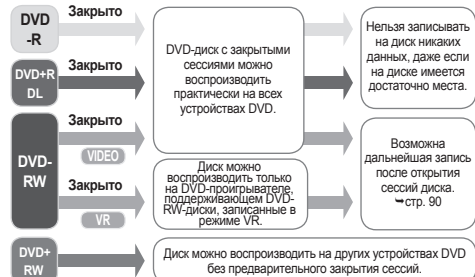 DVD
-R
Закрыто
DVD+R
DL
Закрыто
DVD-диск с закрытыми
сессиями можно
воспроизводить
практически на всех
устройствах DVD.
Нельзя записывать
на диск никаких
данных, даже если
на диске имеется
достаточно места.
DVD-
RW
Закрыто
VIDEO
Закрыто
VR
Диск можно
воспроизводить только
на DVD-проигрывателе,
поддерживающем DVD-
RW-диски, записанные в
режиме VR.
Возможна
дальнейшая запись
после открытия
сессий диска.
➥стр. 90
DVD+
RW
Диск можно воспроизводить на других устройствах DVD
без предварительного закрытия сесий.